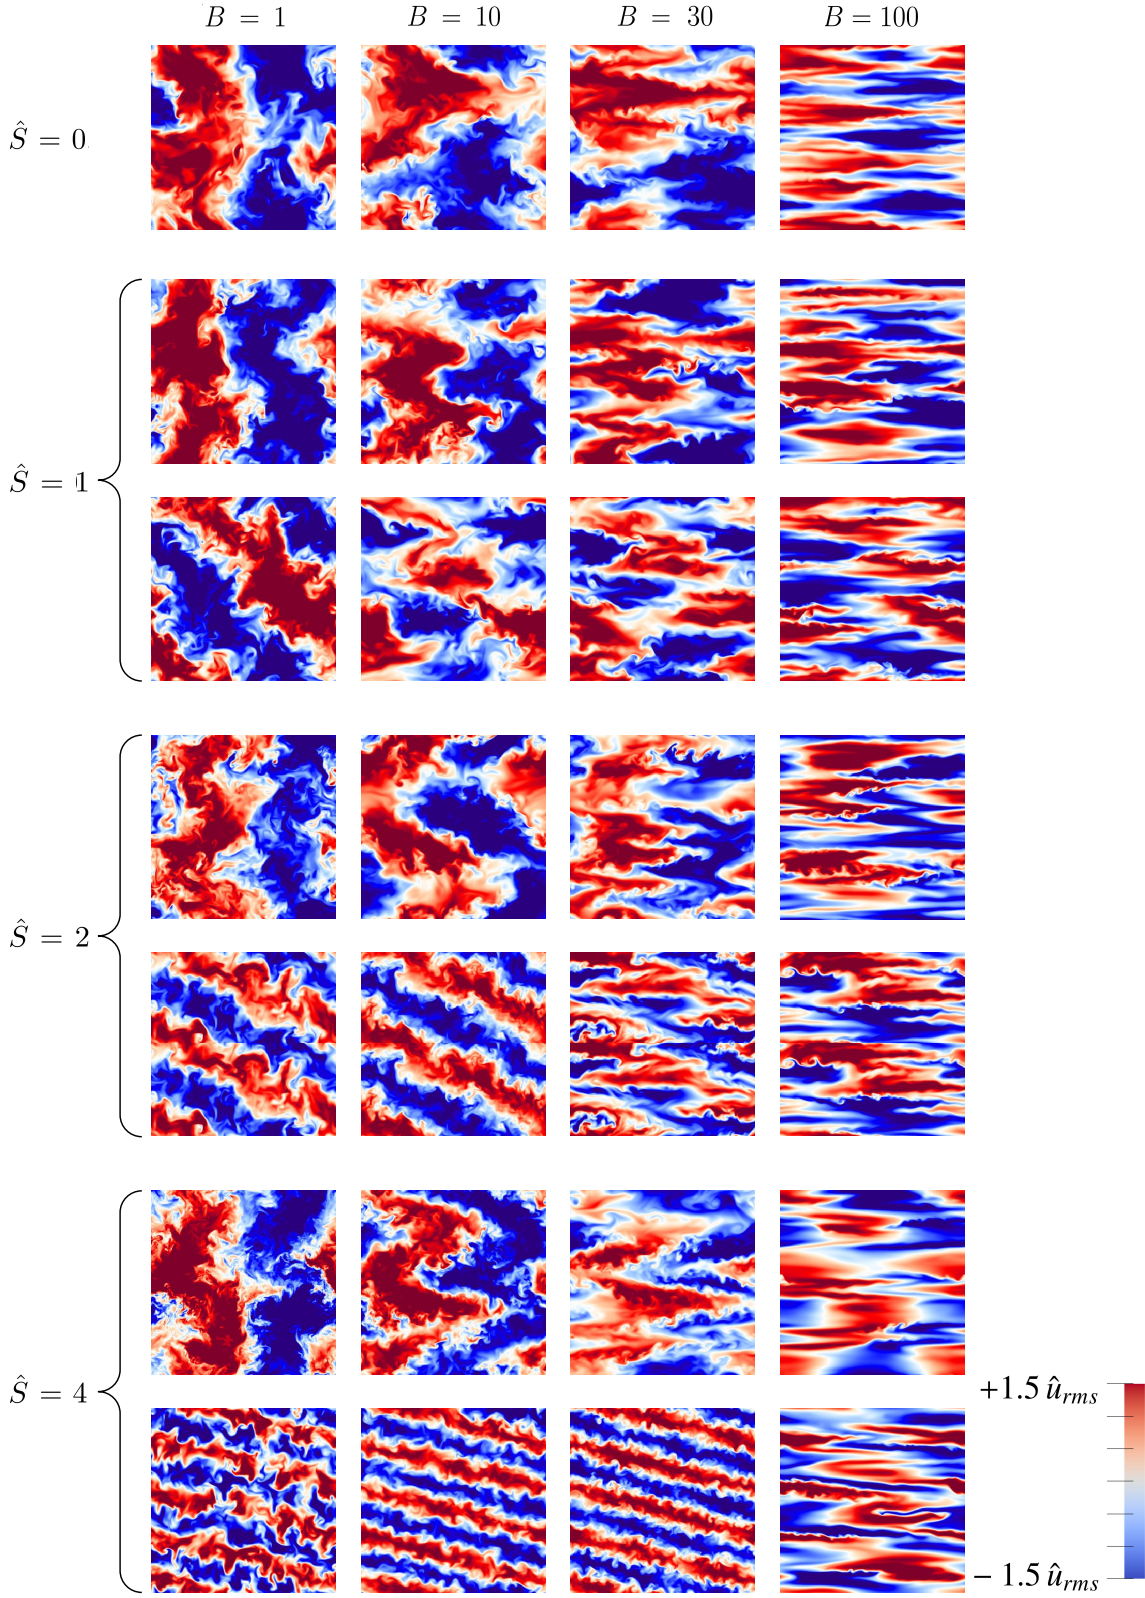 B = 1 B = 10 B = 30 B = 100
Ŝ = 0
Ŝ = 1
Ŝ = 2
Ŝ = 4
+1.5 û_rms
− 1.5 û_rms